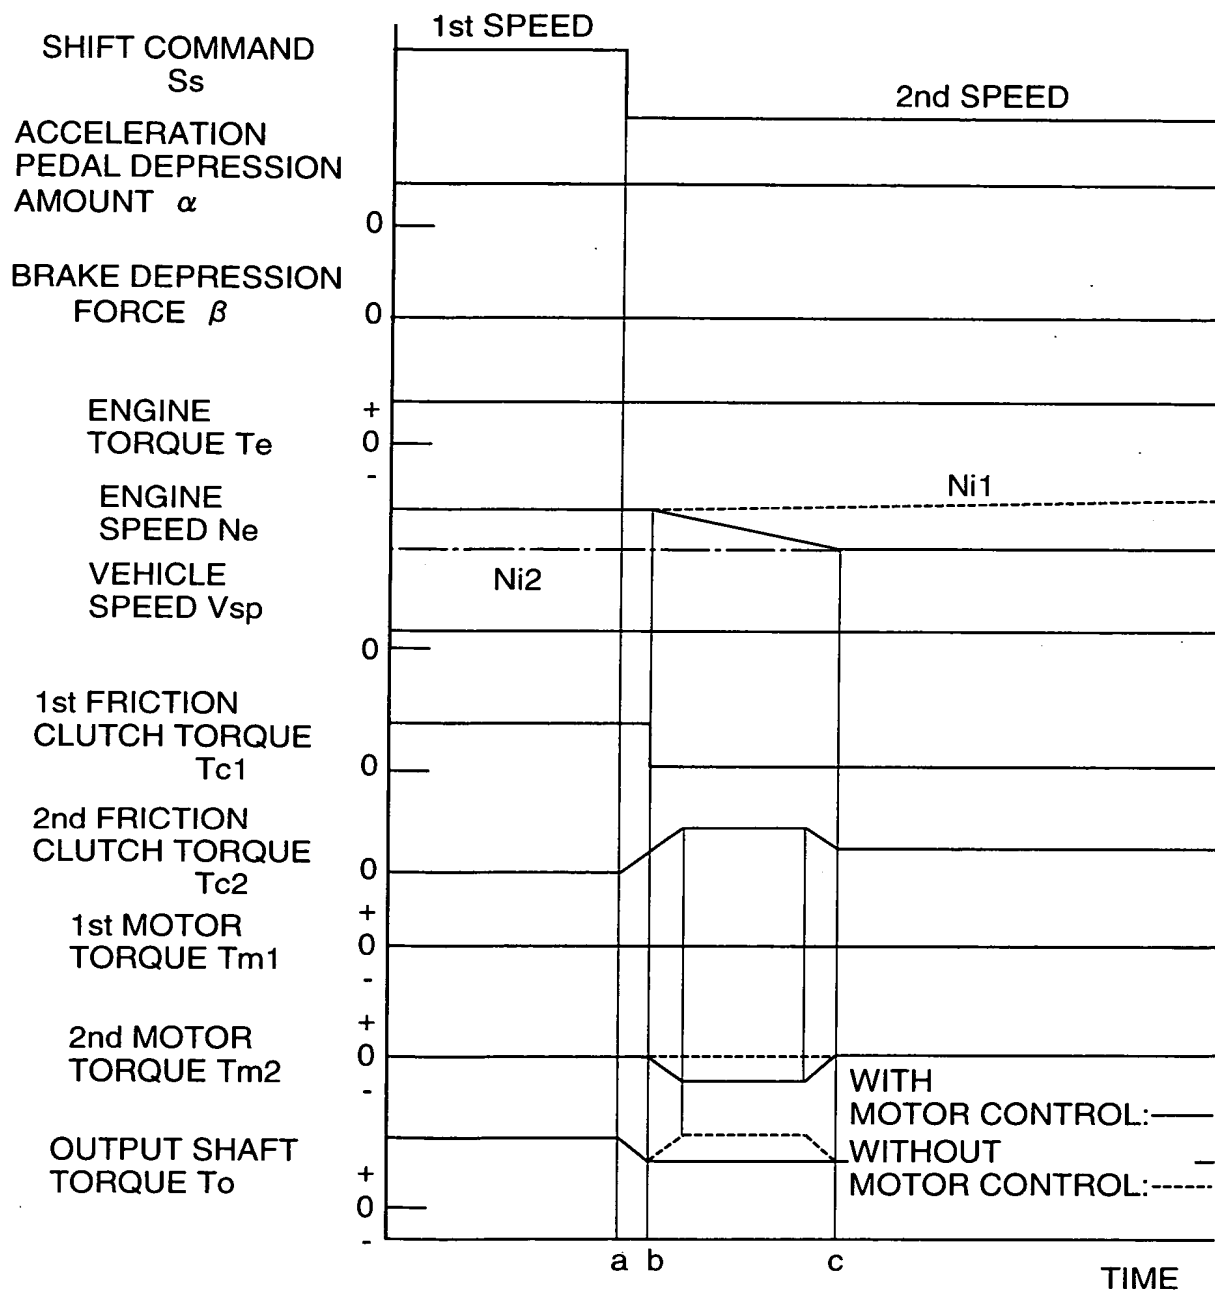 1st SPEED
SHIFT COMMAND
Ss
2nd SPEED
ACCELERATION
PEDAL DEPRESSION
AMOUNT α
0
BRAKE DEPRESSION
FORCE β
0
ENGINE
TORQUE Te
+
0
-
ENGINE
SPEED Ne
Ni1
Ni2
VEHICLE
SPEED Vsp
0
1st FRICTION
CLUTCH TORQUE
Tc1
0
2nd FRICTION
CLUTCH TORQUE
Tc2
0
1st MOTOR
TORQUE Tm1
+
0
-
2nd MOTOR
TORQUE Tm2
+
0
-
WITH
MOTOR CONTROL:
OUTPUT SHAFT
TORQUE To
+
0
-
WITHOUT
MOTOR CONTROL:
a b c
TIME